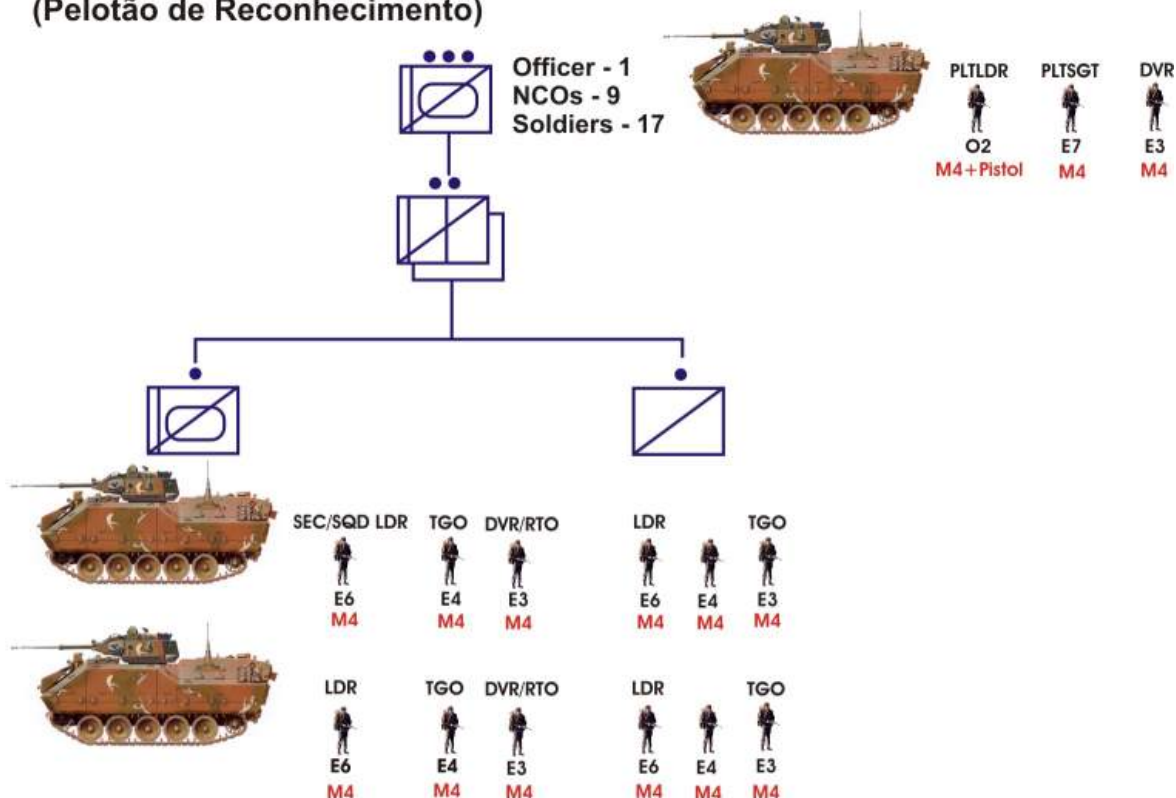 (Pelotão de Reconhecimento)
Officer - 1
NCOs - 9
Soldiers - 17
PLTLDR PLTSGT DVR
O2 E7 E3
M4+Pistol M4 M4
SEC/SQD LDR TGO DVR/RTO LDR TGO
E6 E4 E3 E6 E4 E3
M4 M4 M4 M4 M4 M4
LDR TGO DVR/RTO LDR TGO
E6 E4 E3 E6 E4 E3
M4 M4 M4 M4 M4 M4